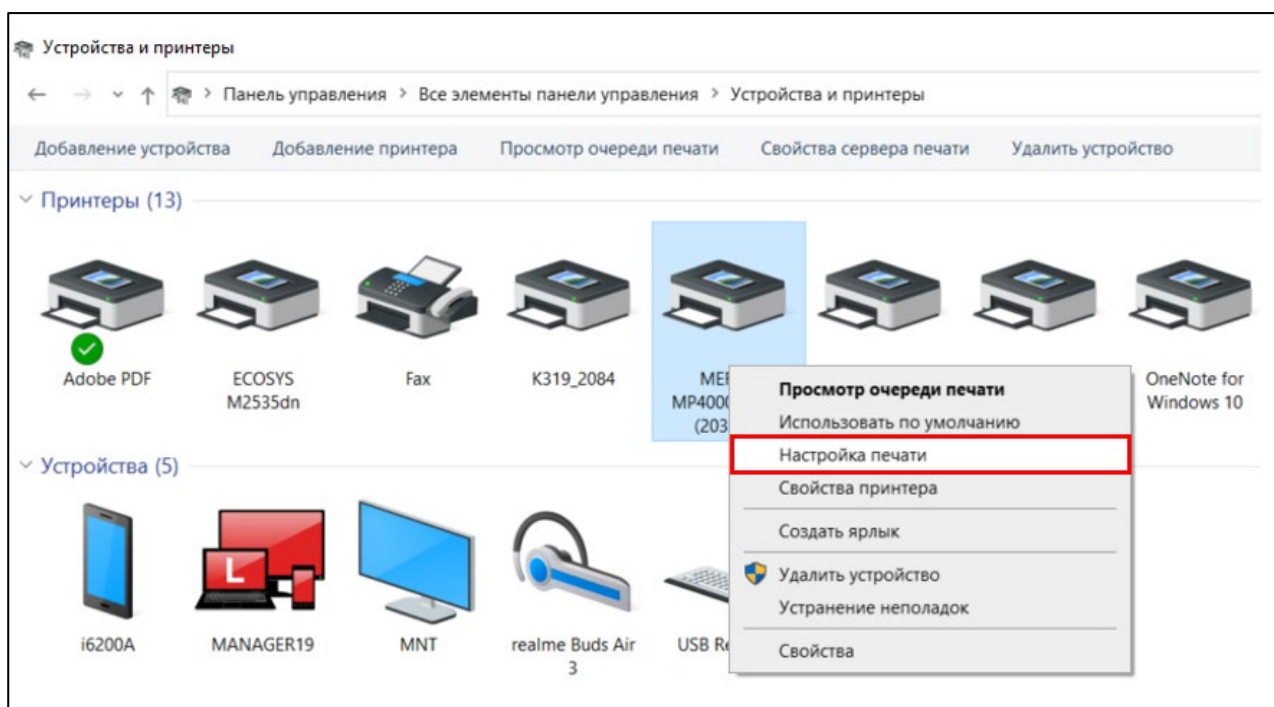 Устройства и принтеры
Панель управления > Все элементы панели управления > Устройства и принтеры
Добавление устройства Добавление принтера Просмотр очереди печати Свойства сервера печати Удалить устройство
Принтеры (13)
Adobe PDF
ECOSYS
M2535dn
Fax
K319_2084
MP4000
(203
OneNote for
Windows 10
Просмотр очереди печати
Использовать по умолчанию
Настройка печати
Свойства принтера
Создать ярлык
Удалить устройство
Устранение неполадок
Свойства
Устройства (5)
L
i6200A
MANAGER19
MNT
realme Buds Air
3
USB